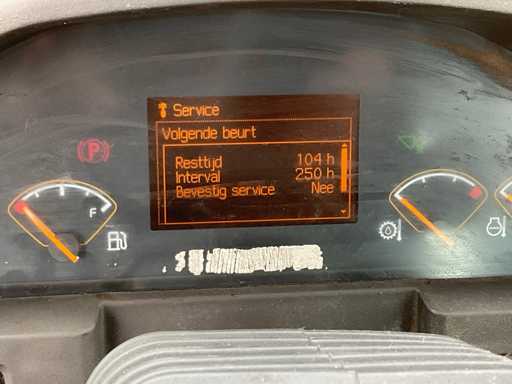 Service
Volgende beurt
Resttijd 104 h
Interval 250 h
Bevestig service Nee
P
F